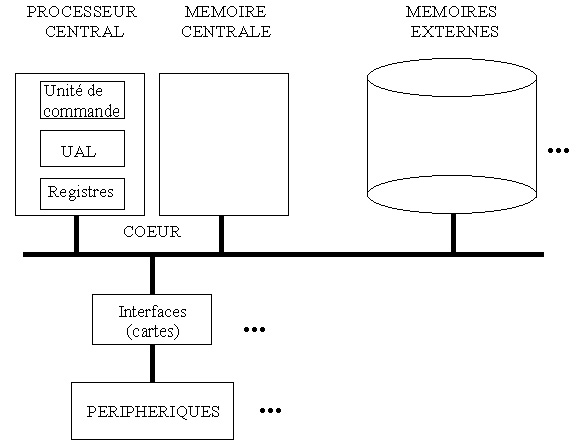 PROCESSEUR
CENTRAL
MEMOIRE
CENTRALE
MEMOIRES
EXTERNES
Unité de
commande
UAL
Registres
...
COEUR
Interfaces
(cartes)
...
PERIPHERIQUES
...